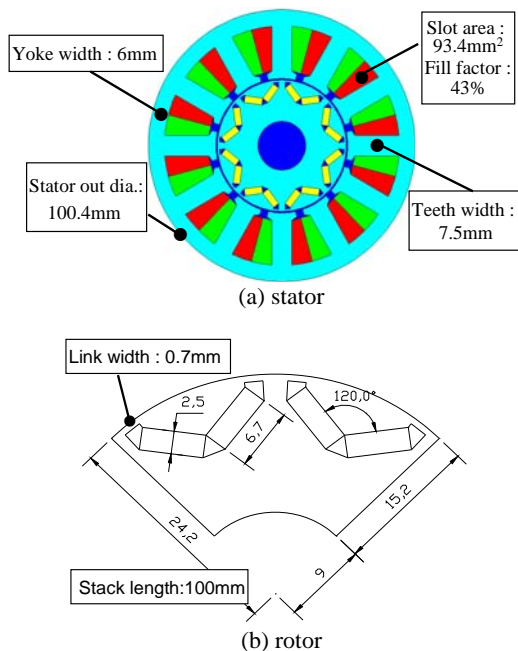 Slot area :
93.4mm²
Fill factor :
43%
Yoke width : 6mm
Stator out dia.:
100.4mm
Teeth width :
7.5mm
(a) stator
Link width : 0.7mm
2,5
120,0°
6,7
24,2
15,2
9
Stack length:100mm
(b) rotor